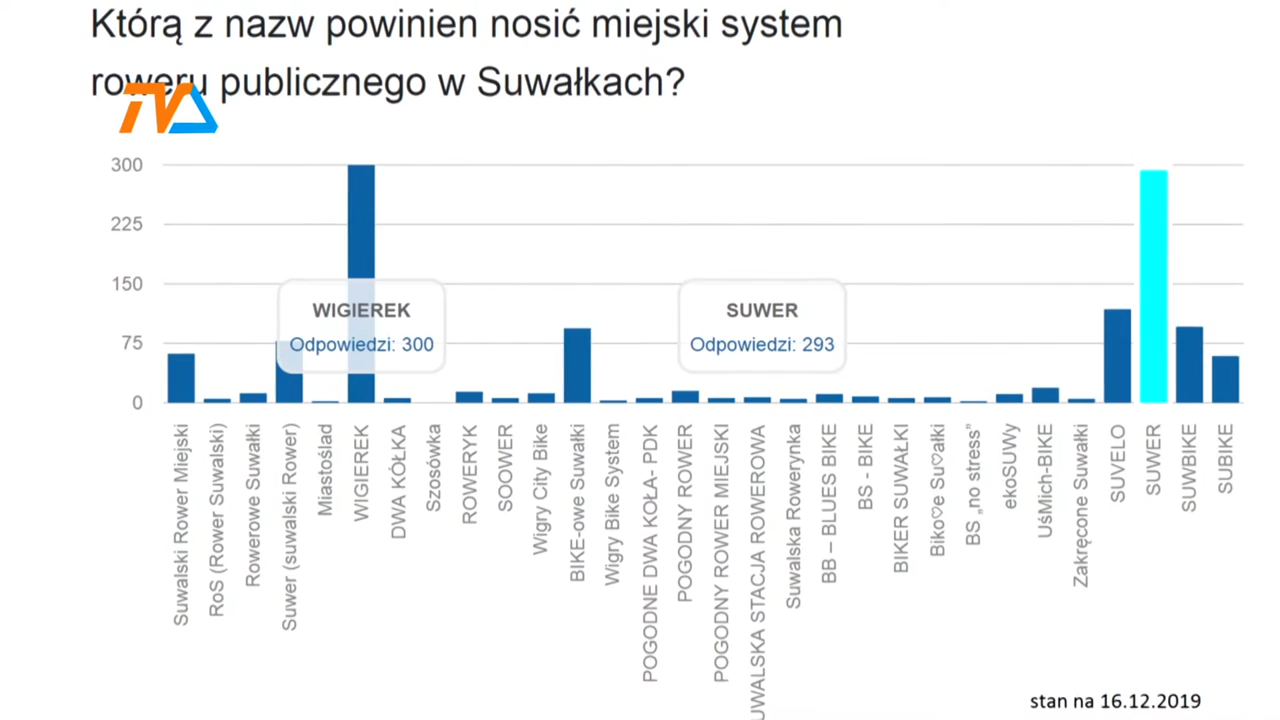 Którą z nazw powinien nosić miejski system
roweru publicznego w Suwałkach?
TVA
300
225
150
75
0
WIGIEREK
Odpowiedzi: 300
SUWER
Odpowiedzi: 293
Suwalski Rower Miejski
RoS (Rower Suwalski)
Rowerowe Suwałki
Suwer (suwalski Rower)
Miastoślad
WIGIEREK
DWA KÓŁKA
Szosówka
ROWERYK
SOOWER
Wigry City Bike
BIKE-owe Suwałki
Wigry Bike System
POGODNE DWA KOŁA- PDK
POGODNY ROWER
POGODNY ROWER MIEJSKI
UWALSKA STACJA ROWEROWA
Suwalska Rowerynka
BB – BLUES BIKE
BS - BIKE
BIKER SUWAŁKI
Biko♡e Su♡ałki
BS „no stress”
ekoSUWy
UśMich-BIKE
Zakręcone Suwałki
SUVELO
SUWER
SUWBIKE
SUBIKE
stan na 16.12.2019